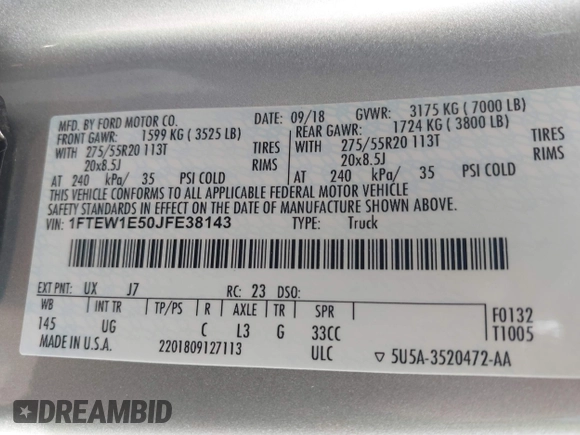 MFD. BY FORD MOTOR CO. DATE: 09/18 GVWR: 3175 KG (7000 LB)
FRONT GAWR: 1599 KG (3525 LB) REAR GAWR: 1724 KG (3800 LB)
WITH 275/55R20 113T TIRES WITH 275/55R20 113T TIRES
20x8.5J RIMS 20x8.5J RIMS
AT 240 kPa/ 35 PSI COLD AT 240 kPa/ 35 PSI COLD
THIS VEHICLE CONFORMS TO ALL APPLICABLE FEDERAL MOTOR VEHICLE
SAFETY STANDARDS IN EFFECT ON THE DATE OF MANUFACTURE SHOWN ABOVE.
VIN: 1FTEW1E50JFE38143 TYPE: Truck
EXT PNT: UX J7 RC: 23 DSO:
WB INT TR TP/PS R AXLE TR SPR F0132
145 UG C L3 G 33CC T1005
MADE IN U.S.A. 2201809127113 ULC ▽ 5U5A-3520472-AA
DREAMBID